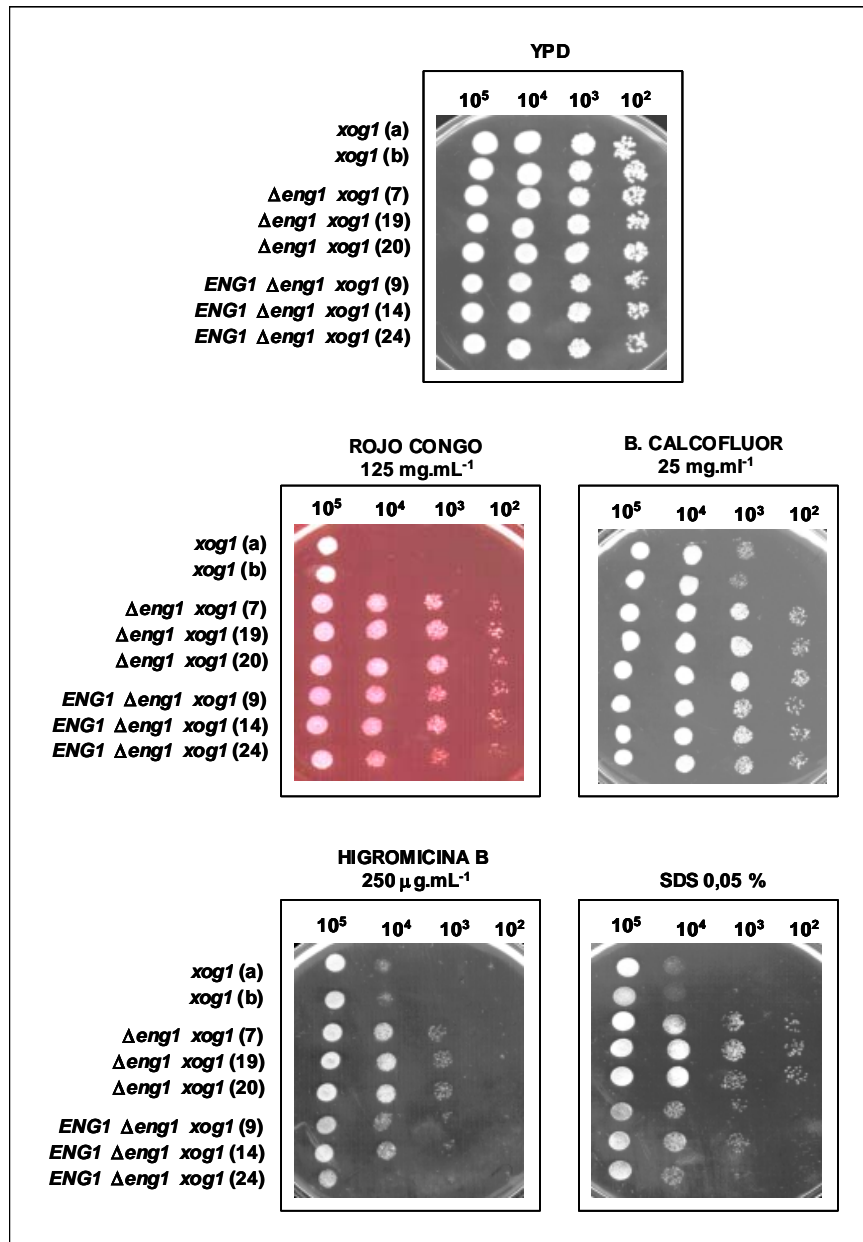 YPD
10⁵ 10⁴ 10³ 10²
xog1 (a)
xog1 (b)
Δeng1 xog1 (7)
Δeng1 xog1 (19)
Δeng1 xog1 (20)
ENG1 Δeng1 xog1 (9)
ENG1 Δeng1 xog1 (14)
ENG1 Δeng1 xog1 (24)
ROJO CONGO
125 mg.mL⁻¹
10⁵ 10⁴ 10³ 10²
xog1 (a)
xog1 (b)
Δeng1 xog1 (7)
Δeng1 xog1 (19)
Δeng1 xog1 (20)
ENG1 Δeng1 xog1 (9)
ENG1 Δeng1 xog1 (14)
ENG1 Δeng1 xog1 (24)
B. CALCOFLUOR
25 mg.ml⁻¹
10⁵ 10⁴ 10³ 10²
HIGROMICINA B
250 μg.mL⁻¹
10⁵ 10⁴ 10³ 10²
xog1 (a)
xog1 (b)
Δeng1 xog1 (7)
Δeng1 xog1 (19)
Δeng1 xog1 (20)
ENG1 Δeng1 xog1 (9)
ENG1 Δeng1 xog1 (14)
ENG1 Δeng1 xog1 (24)
SDS 0,05 %
10⁵ 10⁴ 10³ 10²